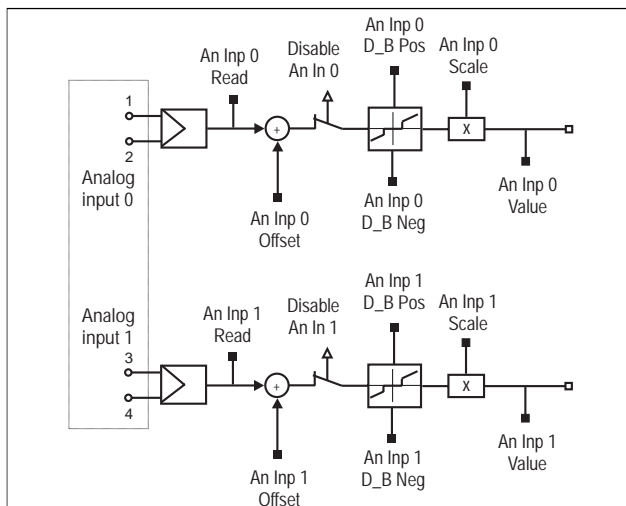 An Inp 0
Read
Disable
An In 0
An Inp 0
D_B Pos
An Inp 0
Scale
1
2
Analog
input 0
+
X
An Inp 0
Offset
An Inp 0
D_B Neg
An Inp 0
Value
An Inp 1
Read
Disable
An In 1
An Inp 1
D_B Pos
An Inp 1
Scale
Analog
input 1
3
4
+
X
An Inp 1
Offset
An Inp 1
D_B Neg
An Inp 1
Value